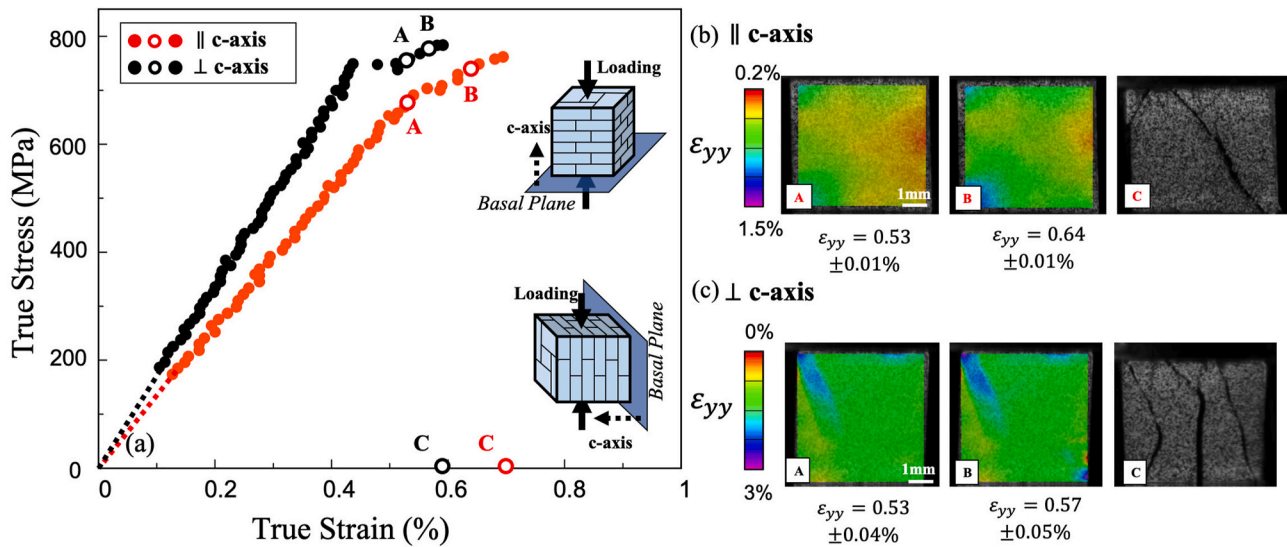 800
600
400
200
0
True Stress (MPa)
∥ c-axis
⊥ c-axis
A
B
A
B
C
C
Loading
c-axis
Basal Plane
Loading
Basal Plane
c-axis
(a)
0
0.2
0.4
0.6
0.8
1
True Strain (%)
(b) ∥ c-axis
0.2%
εyy
1.5%
A
1mm
B
C
εyy = 0.53
±0.01%
εyy = 0.64
±0.01%
(c) ⊥ c-axis
0%
εyy
3%
A
1mm
B
C
εyy = 0.53
±0.04%
εyy = 0.57
±0.05%